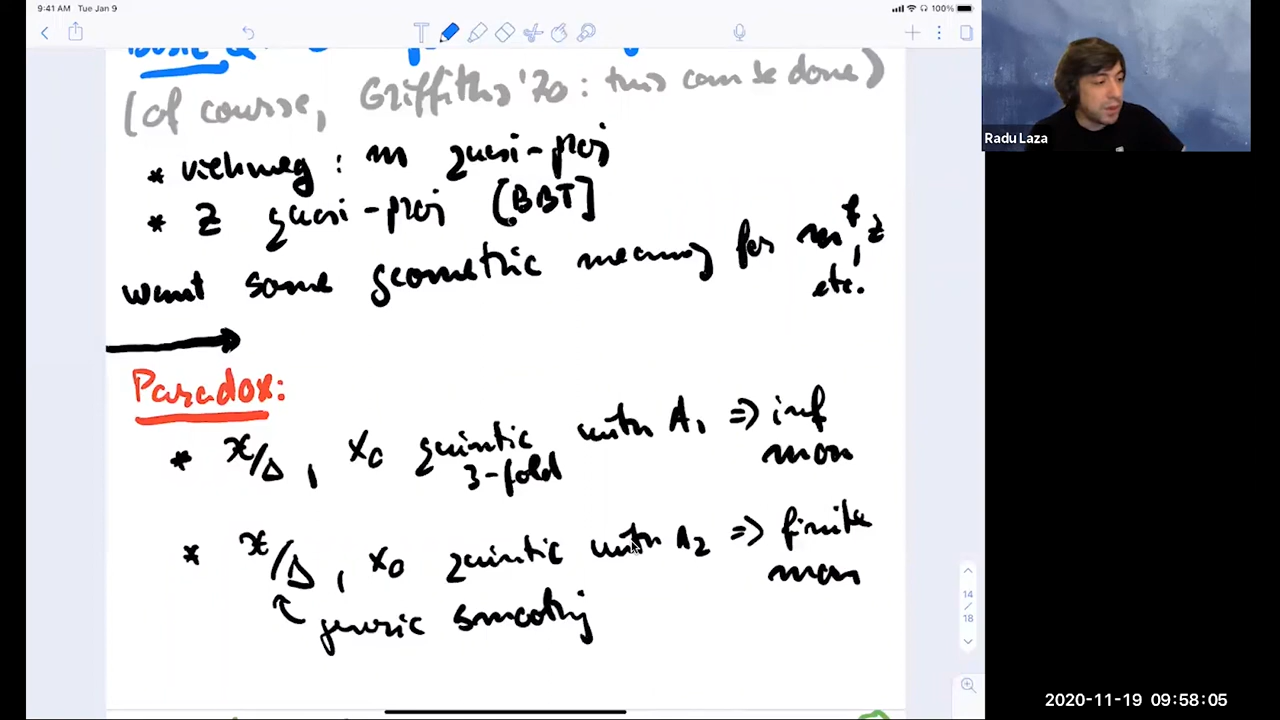 9:41 AM Tue Jan 9
100%
Basic Q
(of course, Griffiths '70: this can be done)
* Viehweg: m quasi-proj
* Z quasi-proj [BBT]
want some geometric meaning for m^f, Z
etc.
Paradox:
* X/Δ, X0 quintic with A1 ⇒ inf
3-fold mon
* X/Δ, X0 quintic with A2 ⇒ finite
mon
generic smoothing
Radu Laza
14
/
18
2020-11-19 09:58:05